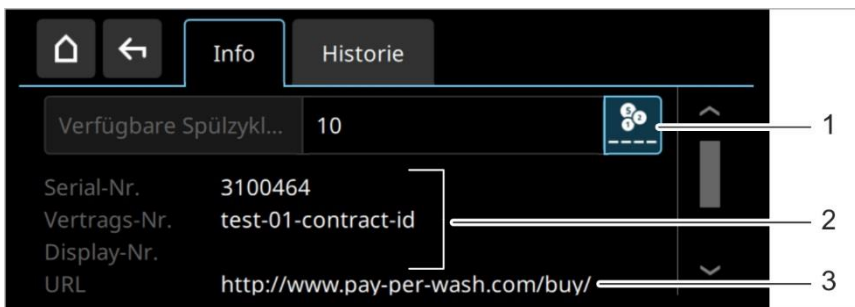 Info Historie
Verfügbare Spülzykl... 10 1
Serial-Nr. 3100464
Vertrags-Nr. test-01-contract-id 2
Display-Nr.
URL http://www.pay-per-wash.com/buy/ 3